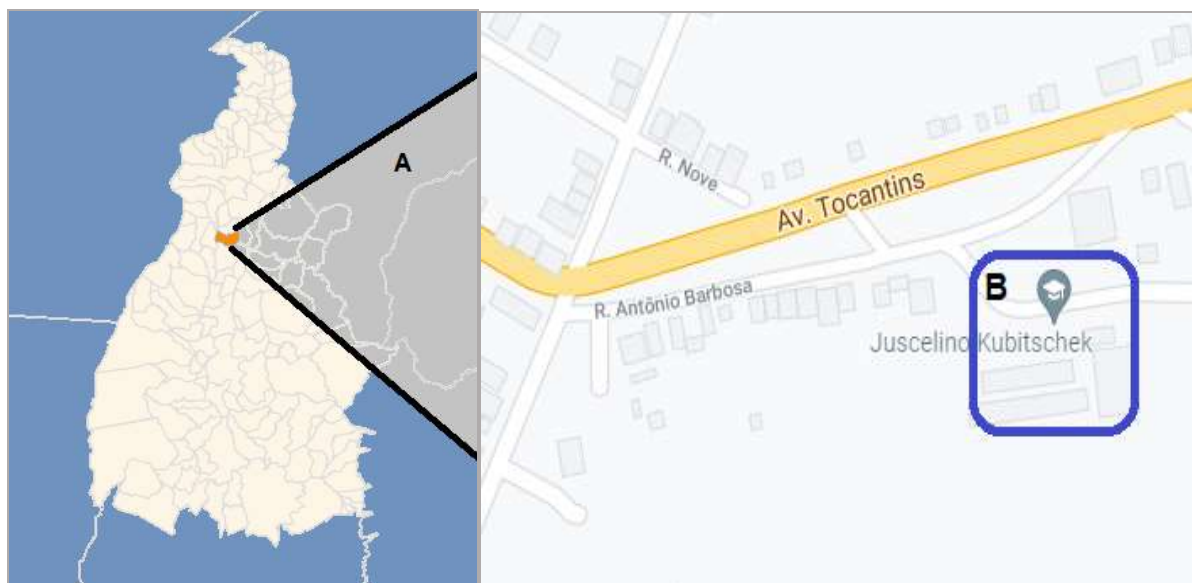 A
R. Nove
Av. Tocantins
R. Antônio Barbosa
B
Juscelino Kubitschek